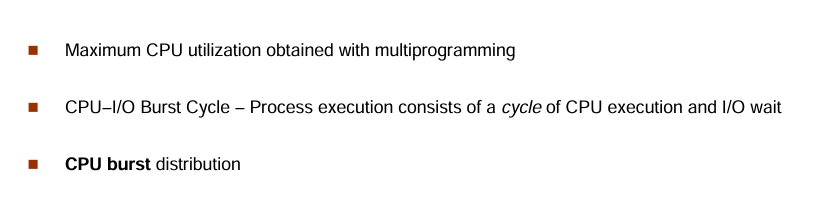 Maximum CPU utilization obtained with multiprogramming
CPU–I/O Burst Cycle – Process execution consists of a cycle of CPU execution and I/O wait
CPU burst distribution